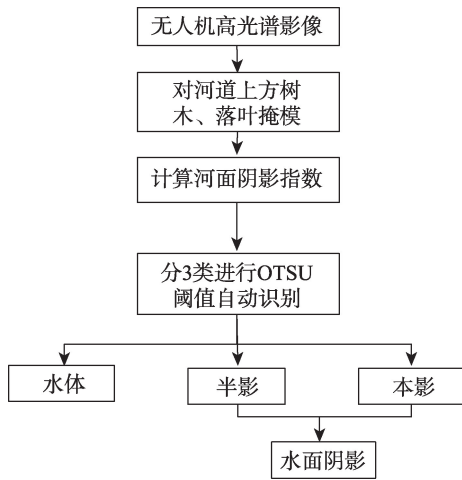 无人机高光谱影像
对河道上方树
木、落叶掩模
计算河面阴影指数
分3类进行OTSU
阈值自动识别
水体
半影
本影
水面阴影